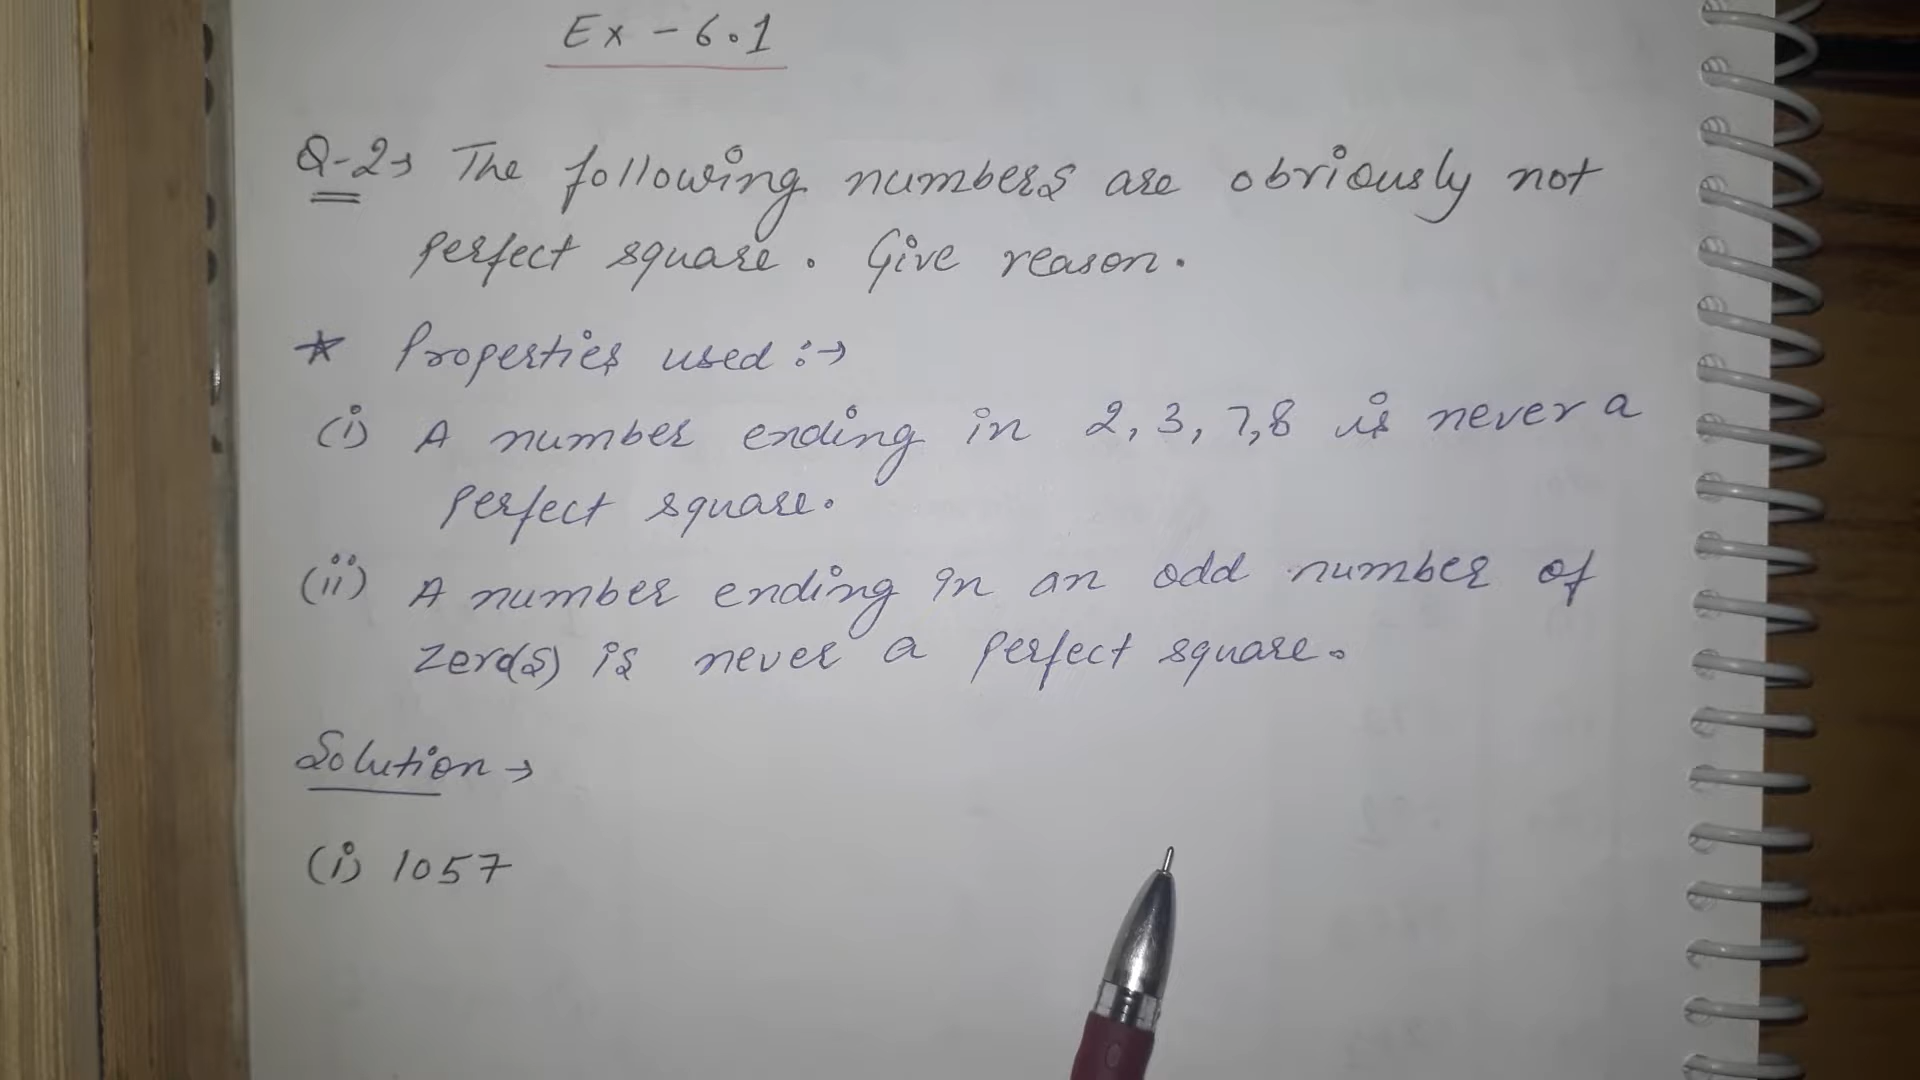 Ex - 6.1
Q-2→ The following numbers are obviously not
perfect square. Give reason.
* Properties used :→
(i) A number ending in 2, 3, 7, 8 is never a
perfect square.
(ii) A number ending in an odd number of
zero(s) is never a perfect square.
Solution →
(i) 1057